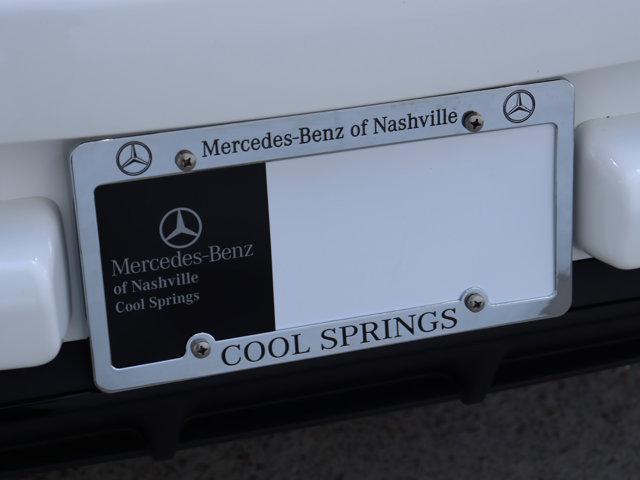 Mercedes-Benz of Nashville
Mercedes-Benz
of Nashville
Cool Springs
COOL SPRINGS